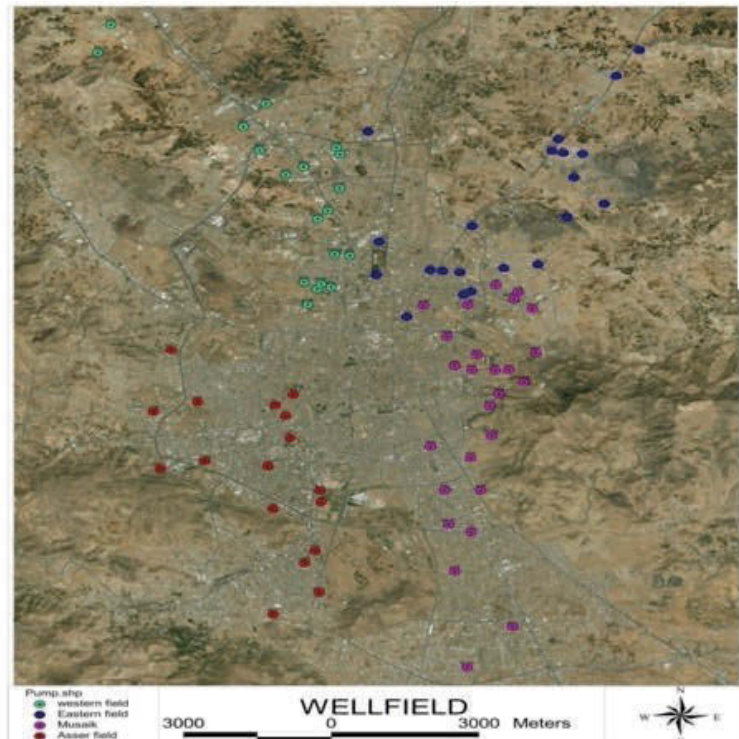 Pump.shp
western field
Eastern field
Musaik
Asser field
WELLFIELD
3000 0 3000 Meters
N
W E
S